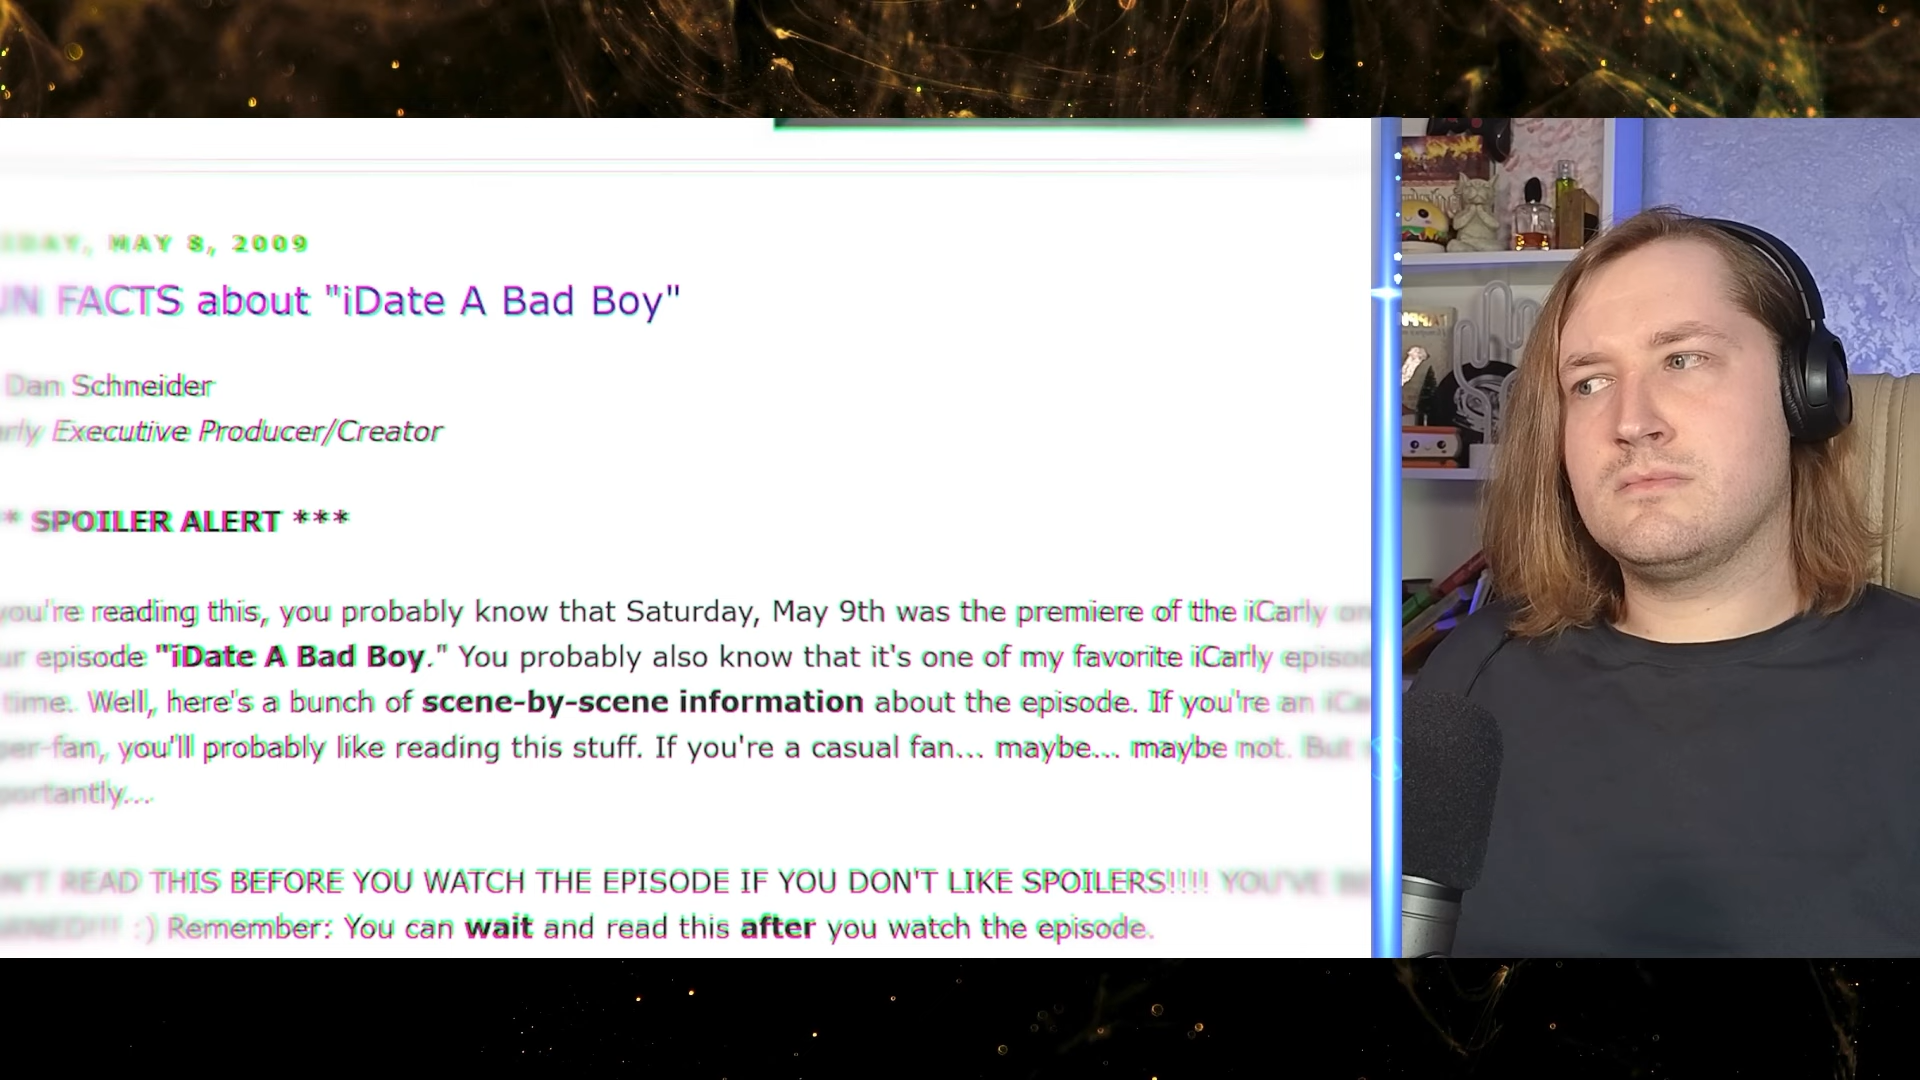 MAY 8, 2009
FUN FACTS about "iDate A Bad Boy"
Dan Schneider
Executive Producer/Creator
* SPOILER ALERT ***
you're reading this, you probably know that Saturday, May 9th was the premiere of the iCarly
episode "iDate A Bad Boy." You probably also know that it's one of my favorite iCarly
time. Well, here's a bunch of scene-by-scene information about the episode. If you're an
you'll probably like reading this stuff. If you're a casual fan... maybe... maybe not. But
READ THIS BEFORE YOU WATCH THE EPISODE IF YOU DON'T LIKE SPOILERS!!!! YOU'VE
:) Remember: You can wait and read this after you watch the episode.